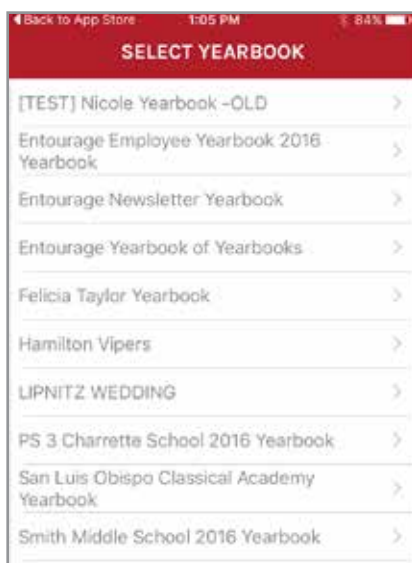 Back to App Store 1:05 PM 84%
SELECT YEARBOOK
[TEST] Nicole Yearbook -OLD
Entourage Employee Yearbook 2016
Yearbook
Entourage Newsletter Yearbook
Entourage Yearbook of Yearbooks
Felicia Taylor Yearbook
Hamilton Vipers
LIPNITZ WEDDING
PS 3 Charrette School 2016 Yearbook
San Luis Obispo Classical Academy
Yearbook
Smith Middle School 2016 Yearbook